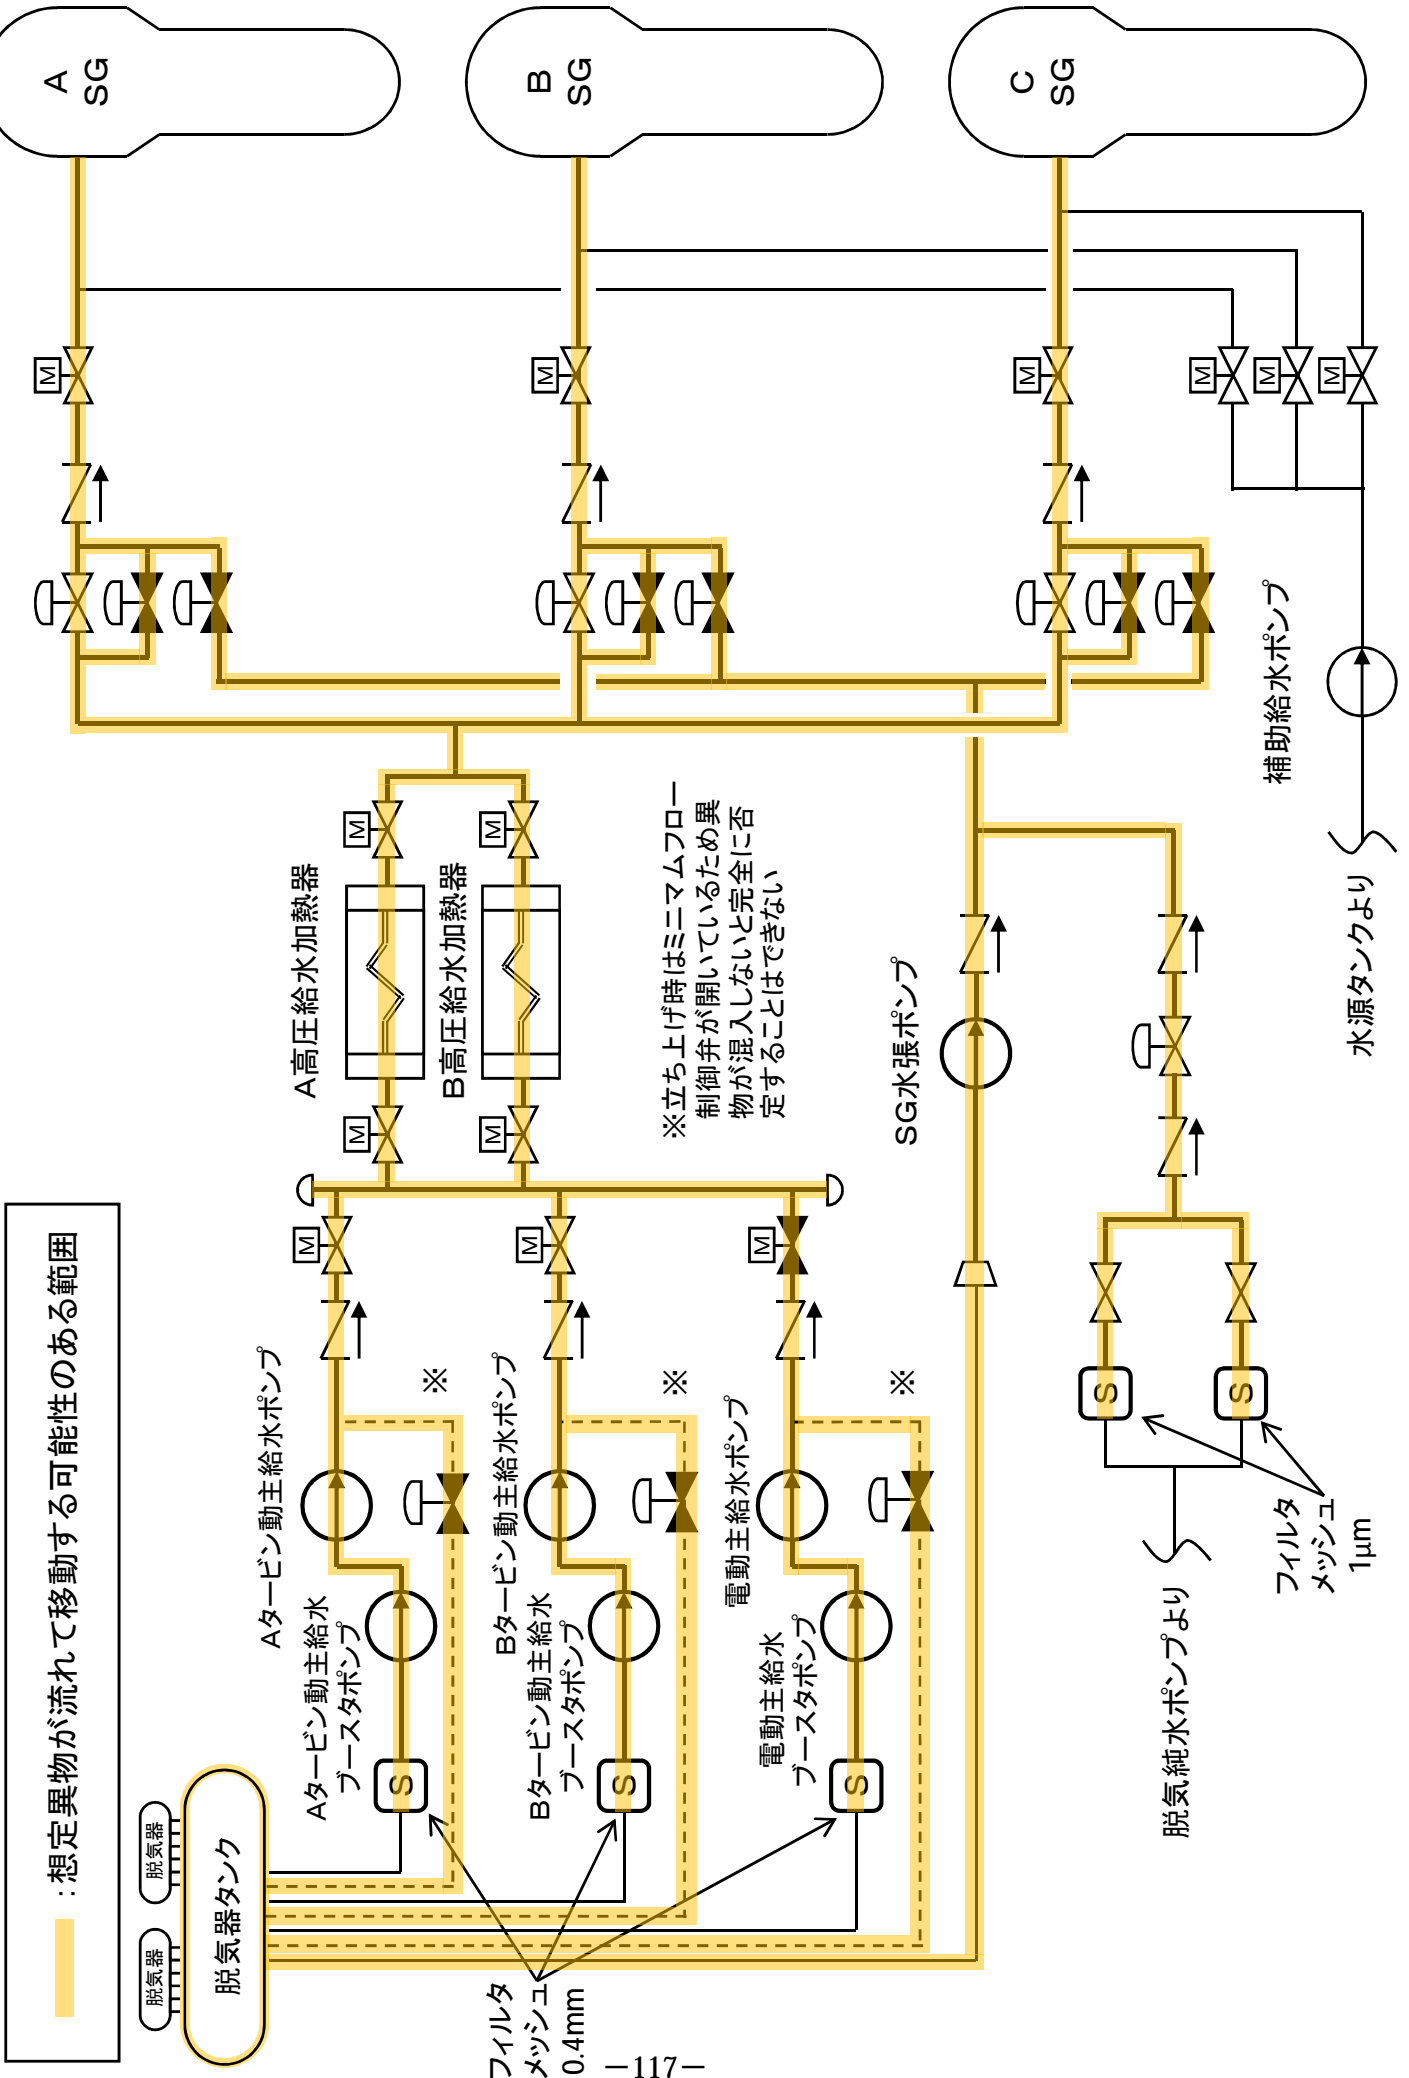 ：想定異物が流れて移動する可能性のある範囲
A
SG
B
SG
C
SG
M
M
M
M
M
M
補助給水ポンプ
水源タンクより
M
M
A高圧給水加熱器
B高圧給水加熱器
M
M
※立ち上げ時はミニマムフロー
制御弁が開いているため異
物が混入しないと完全に否
定することはできない
SG水張ポンプ
M
M
M
Aタービン動主給水ポンプ
※
Bタービン動主給水ポンプ
※
電動主給水ポンプ
※
Aタービン動主給水
ブースタポンプ
Bタービン動主給水
ブースタポンプ
電動主給水
ブースタポンプ
S
S
S
S
S
フィルタ
メッシュ
1μm
脱気純水ポンプより
脱気器
脱気器
脱気器タンク
フィルタ
メッシュ
0.4mm
－117－